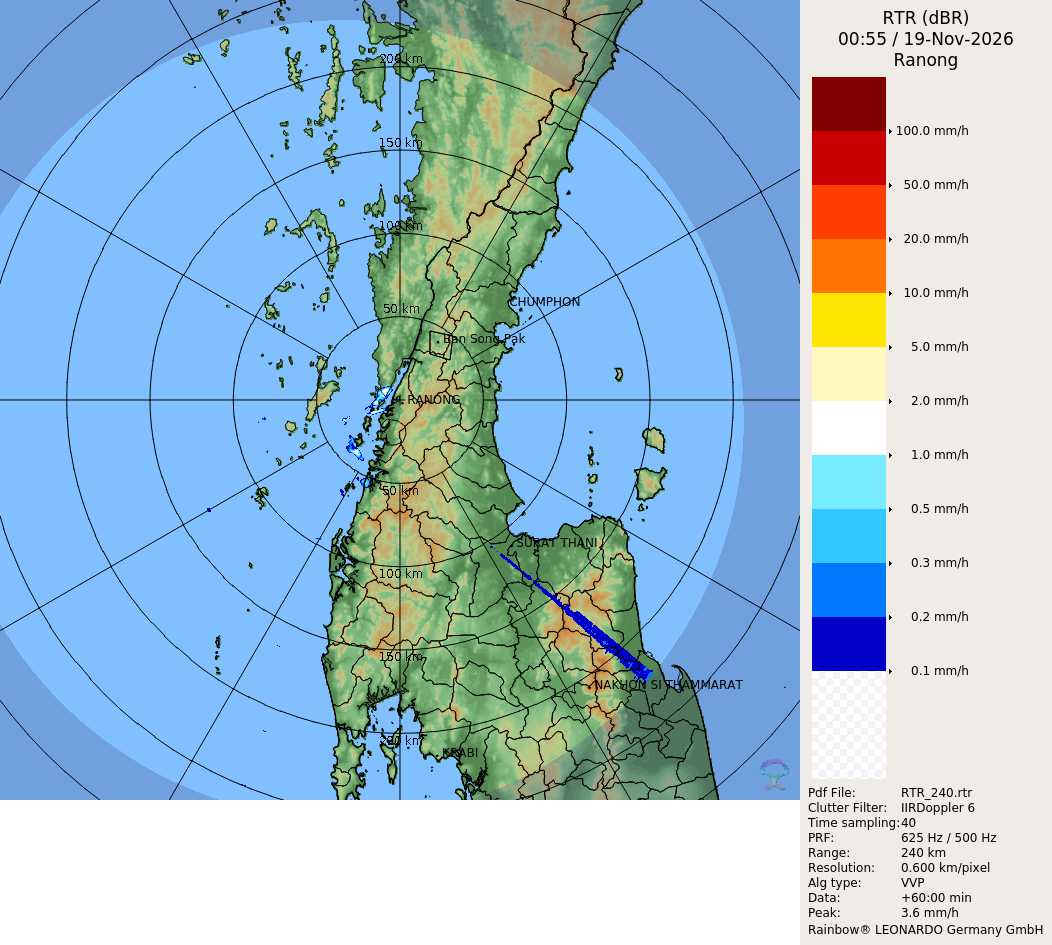 RTR (dBR)
00:55 / 19-Nov-2026
Ranong
200 km
150 km
100 km
50 km
CHUMPHON
Ban Song Pak
RANONG
50 km
SURAT THANI
100 km
150 km
NAKHON SI THAMMARAT
200 km
KRABI
100.0 mm/h
50.0 mm/h
20.0 mm/h
10.0 mm/h
5.0 mm/h
2.0 mm/h
1.0 mm/h
0.5 mm/h
0.3 mm/h
0.2 mm/h
0.1 mm/h
Pdf File: RTR_240.rtr
Clutter Filter: IIRDoppler 6
Time sampling:40
PRF: 625 Hz / 500 Hz
Range: 240 km
Resolution: 0.600 km/pixel
Alg type: VVP
Data: +60:00 min
Peak: 3.6 mm/h
Rainbow® LEONARDO Germany GmbH